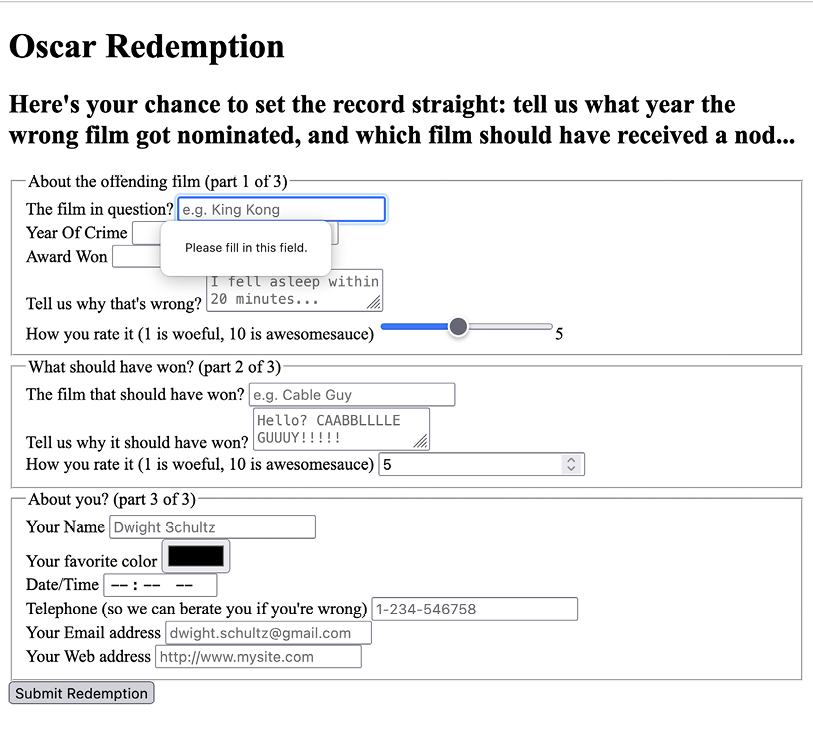 Oscar Redemption
Here's your chance to set the record straight: tell us what year the
wrong film got nominated, and which film should have received a nod...
About the offending film (part 1 of 3)
The film in question? e.g. King Kong
Year Of Crime
Please fill in this field.
Award Won
I fell asleep within
Tell us why that's wrong? 20 minutes...
How you rate it (1 is woeful, 10 is awesomesauce) 5
What should have won? (part 2 of 3)
The film that should have won? e.g. Cable Guy
Hello? CAABBLLLLE
Tell us why it should have won? GUUUY!!!!!
How you rate it (1 is woeful, 10 is awesomesauce) 5
About you? (part 3 of 3)
Your Name Dwight Schultz
Your favorite color
Date/Time --:-- --
Telephone (so we can berate you if you're wrong) 1-234-546758
Your Email address dwight.schultz@gmail.com
Your Web address http://www.mysite.com
Submit Redemption